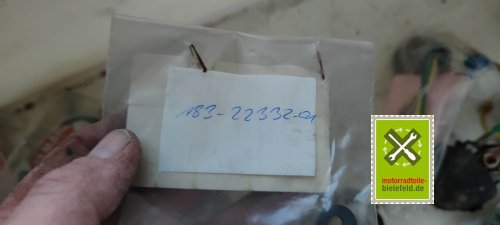 183-22332-01
motorradteile-
bielefeld.de